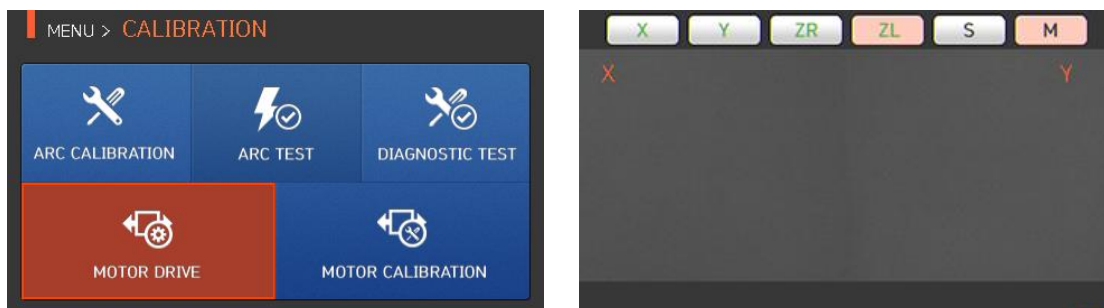 MENU > CALIBRATION
ARC CALIBRATION
ARC TEST
DIAGNOSTIC TEST
MOTOR DRIVE
MOTOR CALIBRATION
X Y ZR ZL S M
X Y